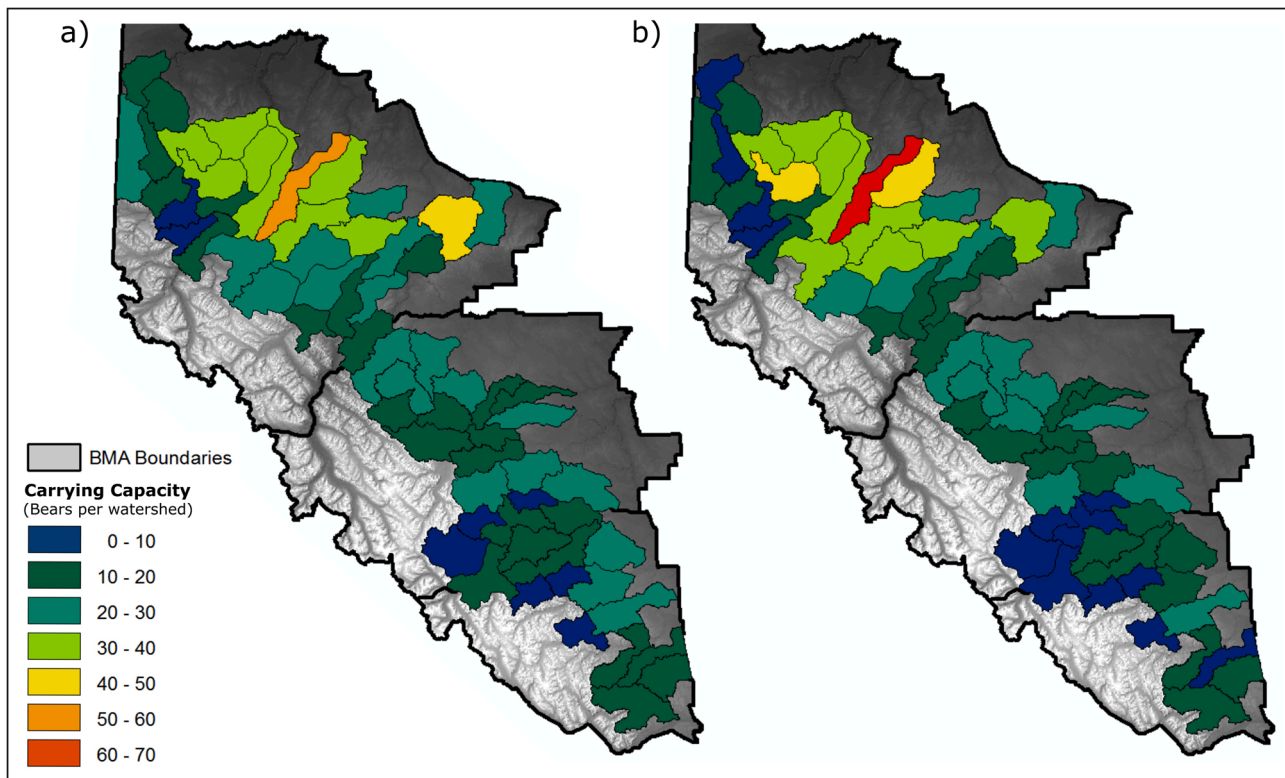 a)
b)
BMA Boundaries
Carrying Capacity
(Bears per watershed)
0 - 10
10 - 20
20 - 30
30 - 40
40 - 50
50 - 60
60 - 70